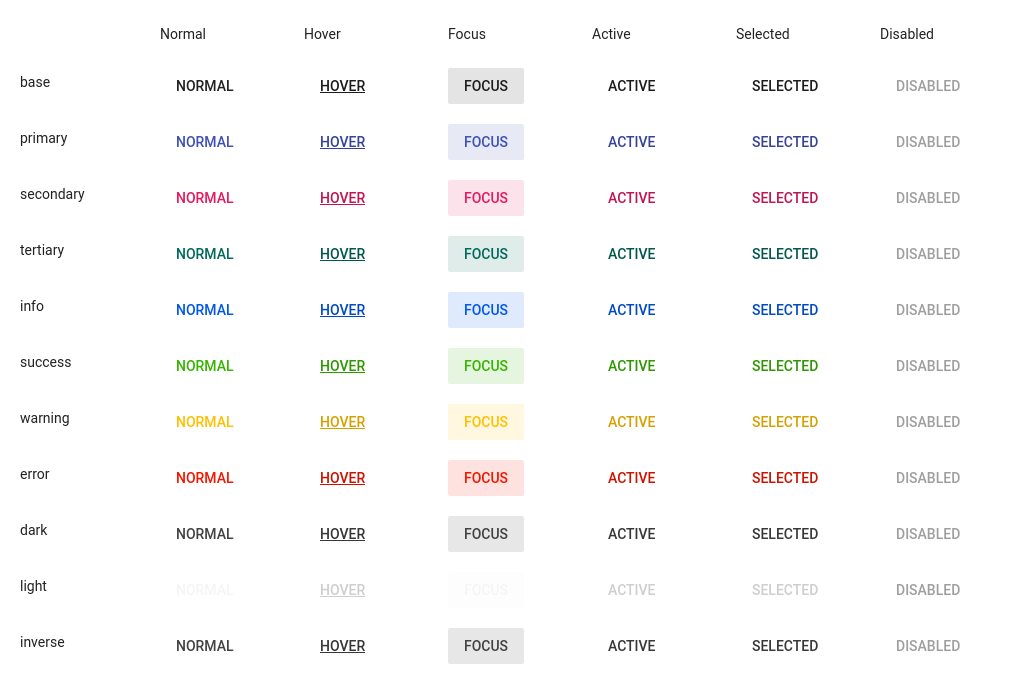 Normal Hover Focus Active Selected Disabled
base NORMAL HOVER FOCUS ACTIVE SELECTED DISABLED
primary NORMAL HOVER FOCUS ACTIVE SELECTED DISABLED
secondary NORMAL HOVER FOCUS ACTIVE SELECTED DISABLED
tertiary NORMAL HOVER FOCUS ACTIVE SELECTED DISABLED
info NORMAL HOVER FOCUS ACTIVE SELECTED DISABLED
success NORMAL HOVER FOCUS ACTIVE SELECTED DISABLED
warning NORMAL HOVER FOCUS ACTIVE SELECTED DISABLED
error NORMAL HOVER FOCUS ACTIVE SELECTED DISABLED
dark NORMAL HOVER FOCUS ACTIVE SELECTED DISABLED
light NORMAL HOVER FOCUS ACTIVE SELECTED DISABLED
inverse NORMAL HOVER FOCUS ACTIVE SELECTED DISABLED